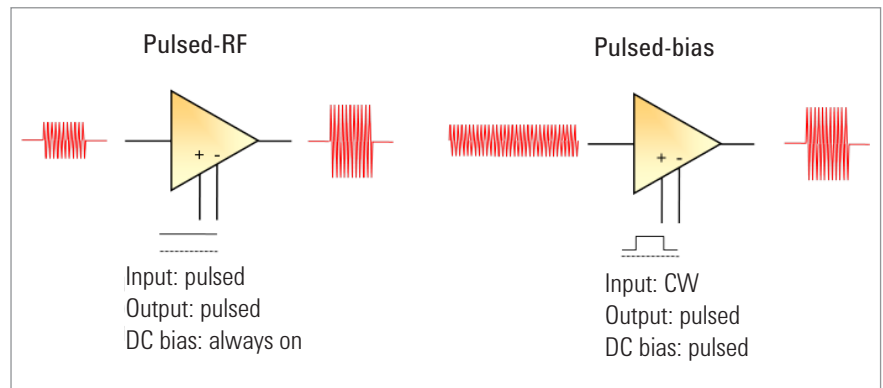 Pulsed-RF
+ -
Input: pulsed
Output: pulsed
DC bias: always on
Pulsed-bias
+ -
Input: CW
Output: pulsed
DC bias: pulsed